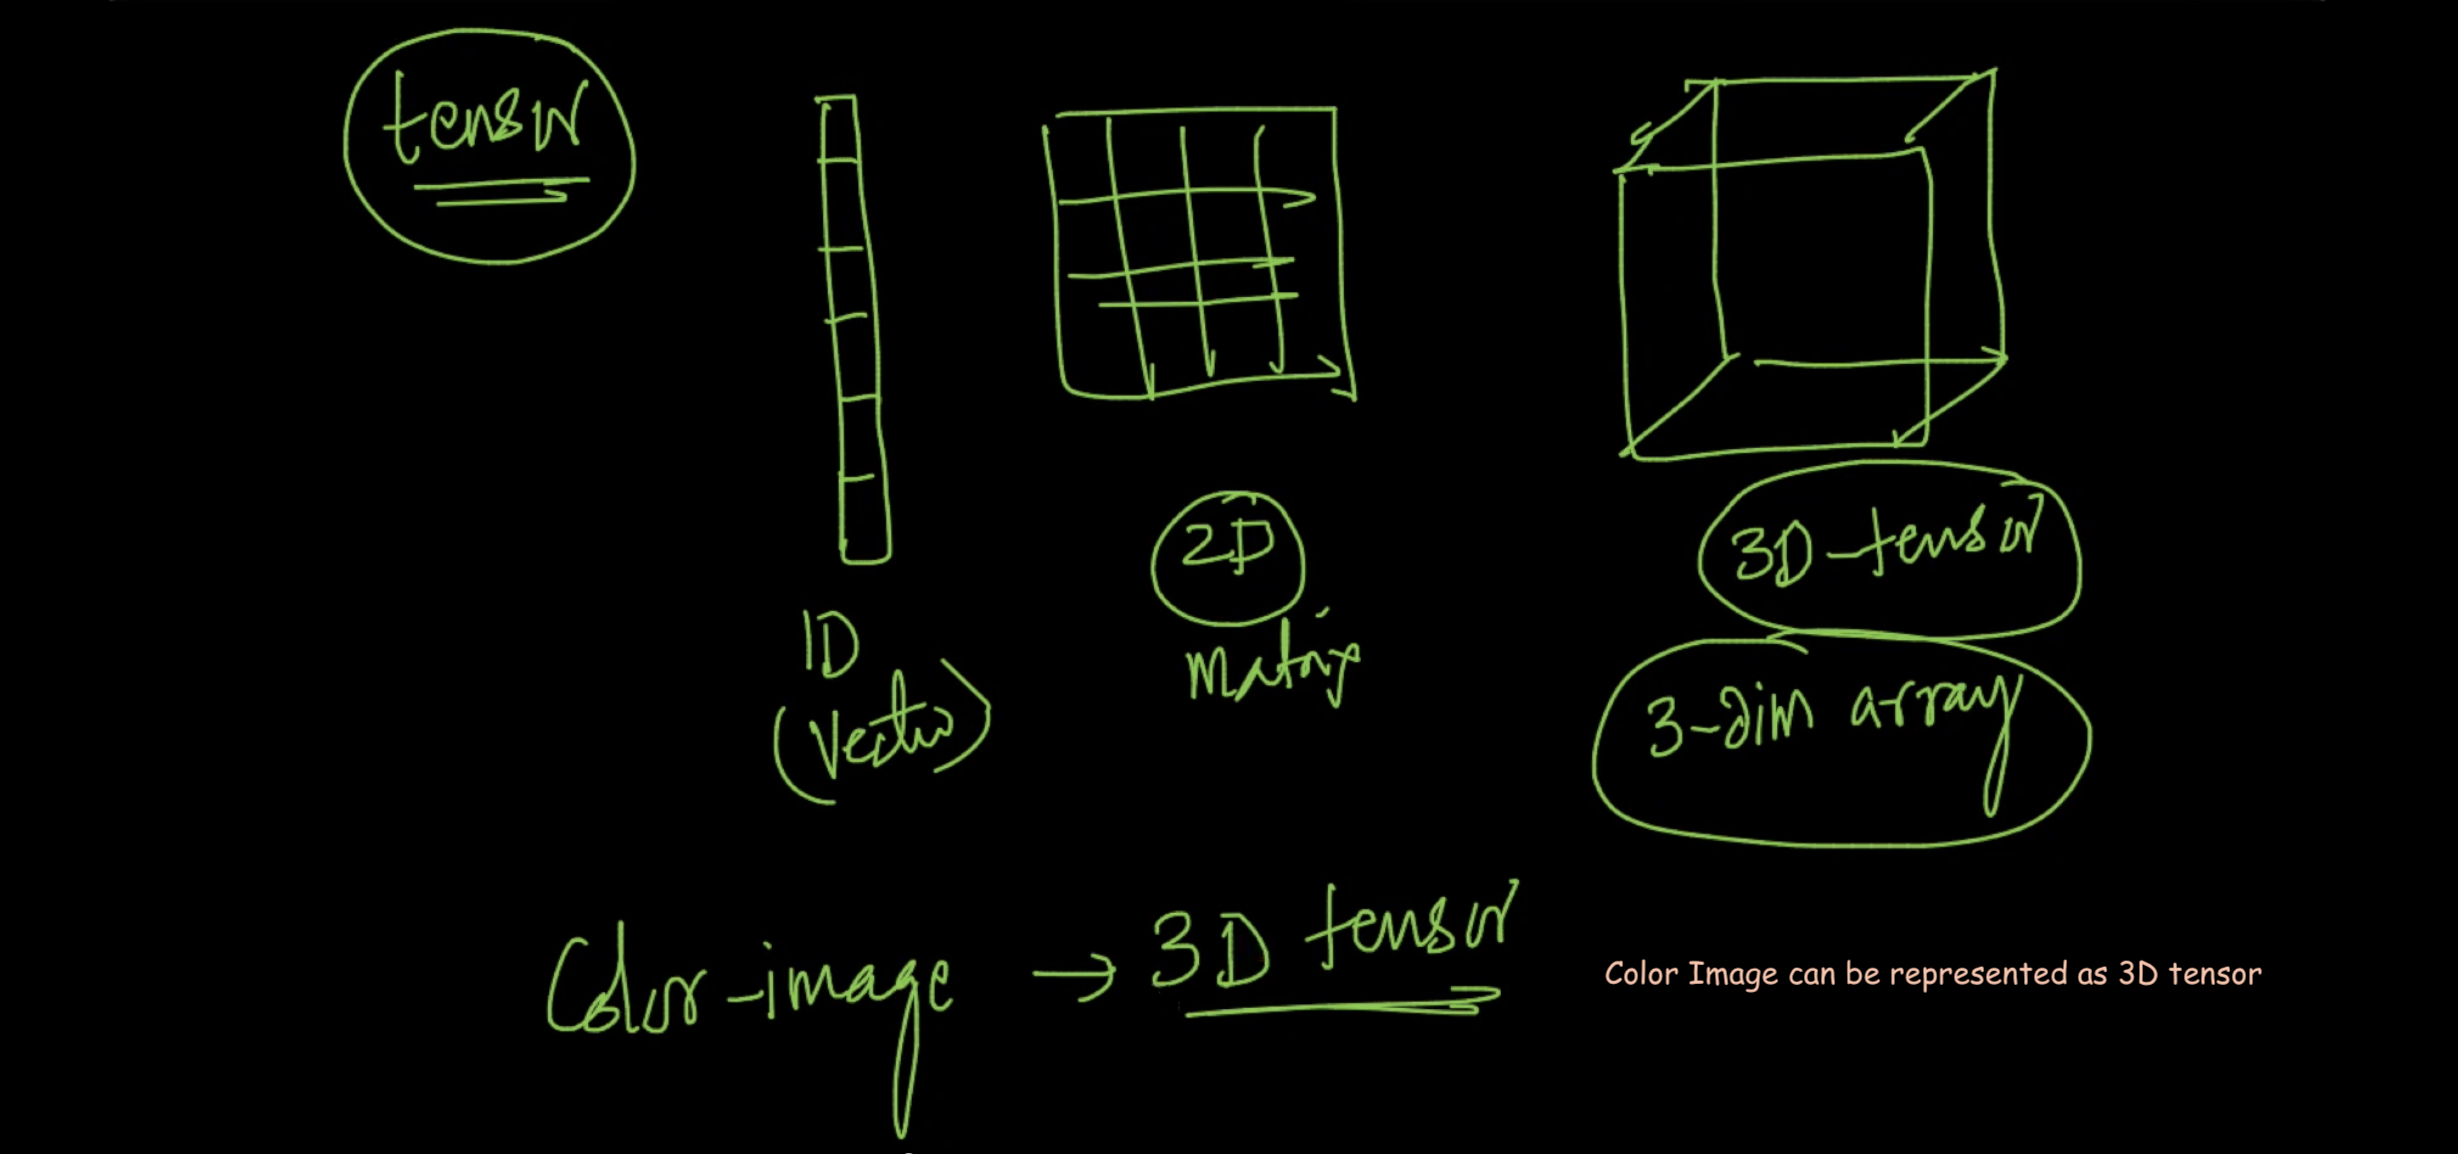 tensor
1D
(Vector)
2D
Matrix
3D-tensor
3-dim array
Color-image → 3D tensor
Color Image can be represented as 3D tensor